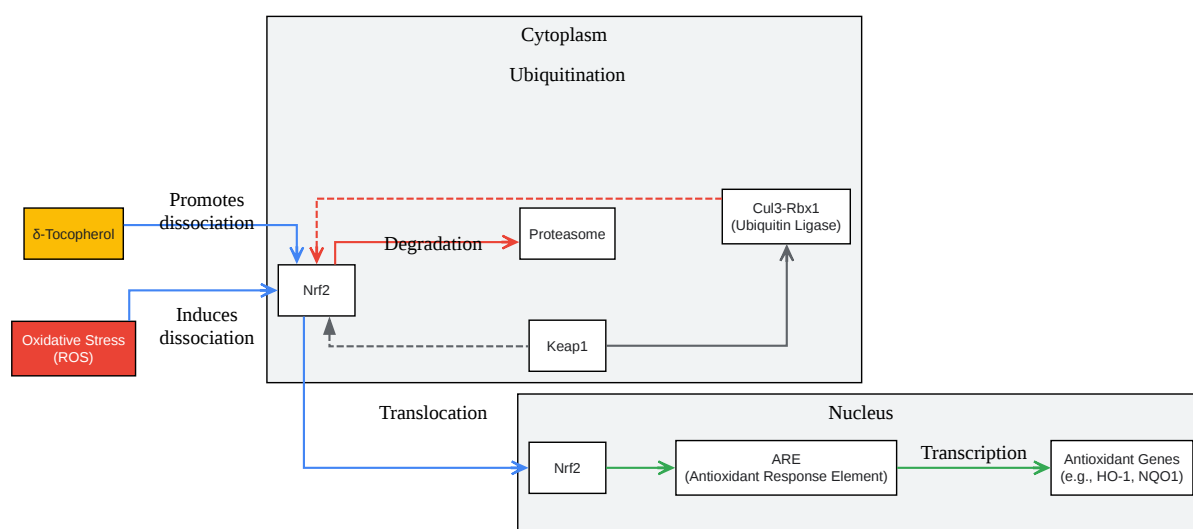 Cytoplasm
Ubiquitination
Promotes
dissociation
δ-Tocopherol
Cul3-Rbx1
(Ubiquitin Ligase)
Proteasome
Degradation
Nrf2
Induces
dissociation
Oxidative Stress
(ROS)
Keap1
Translocation
Nucleus
Nrf2
ARE
(Antioxidant Response Element)
Transcription
Antioxidant Genes
(e.g., HO-1, NQO1)